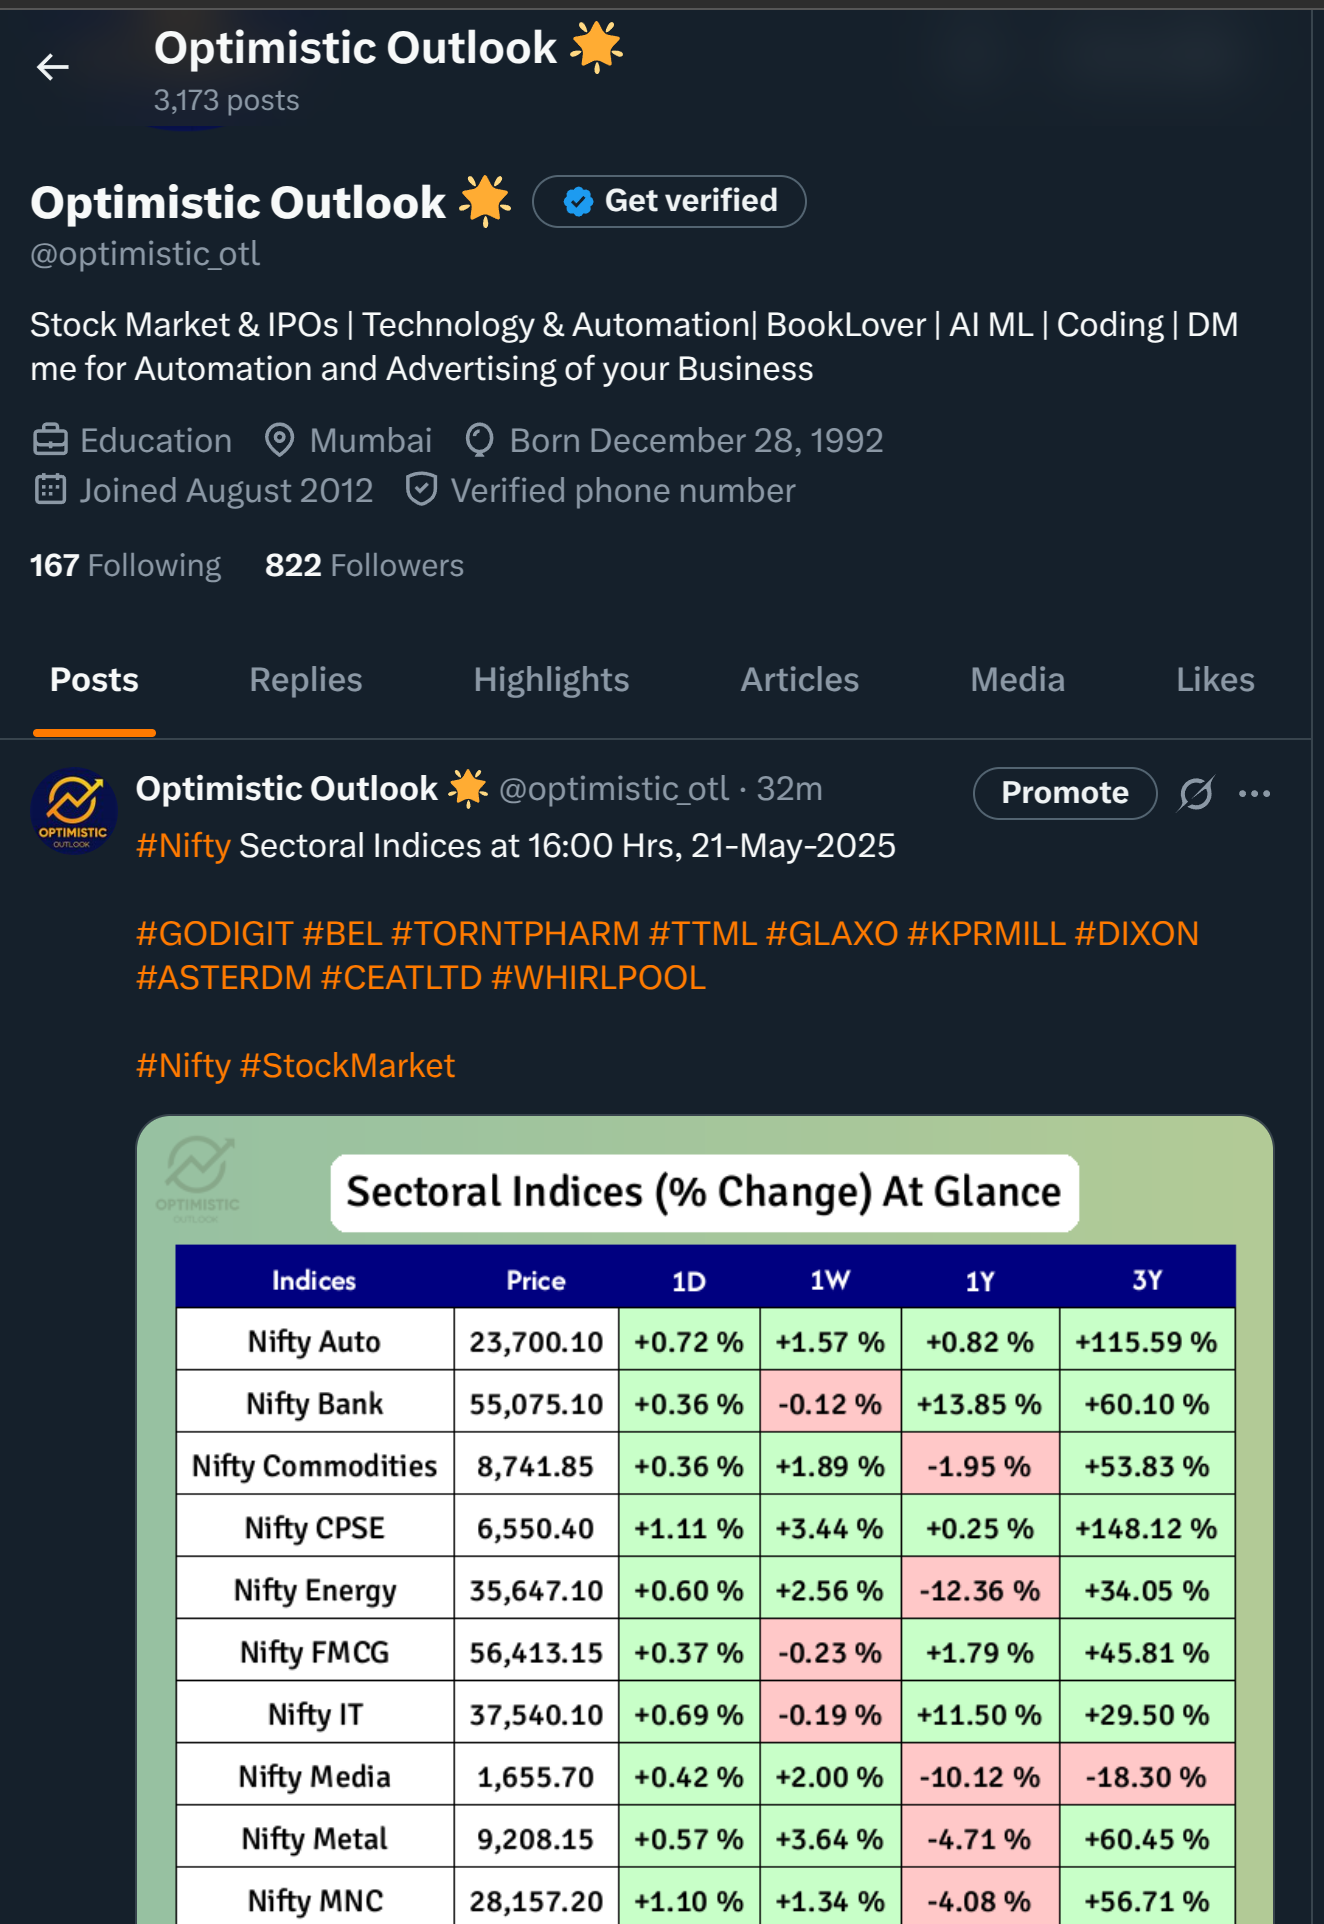 Optimistic Outlook 🌟
3,173 posts
Optimistic Outlook 🌟 Get verified
@optimistic_otl
Stock Market & IPOs | Technology & Automation| BookLover | AI ML | Coding | DM
me for Automation and Advertising of your Business
Education Mumbai Born December 28, 1992
Joined August 2012 Verified phone number
167 Following 822 Followers
Posts Replies Highlights Articles Media Likes
OPTIMISTIC
OUTLOOK
Optimistic Outlook 🌟 @optimistic_otl · 32m Promote
#Nifty Sectoral Indices at 16:00 Hrs, 21-May-2025
#GODIGIT #BEL #TORNTPHARM #TTML #GLAXO #KPRMILL #DIXON
#ASTERDM #CEATLTD #WHIRLPOOL
#Nifty #StockMarket
OPTIMISTIC
OUTLOOK
Sectoral Indices (% Change) At Glance
Indices Price 1D 1W 1Y 3Y
Nifty Auto 23,700.10 +0.72 % +1.57 % +0.82 % +115.59 %
Nifty Bank 55,075.10 +0.36 % -0.12 % +13.85 % +60.10 %
Nifty Commodities 8,741.85 +0.36 % +1.89 % -1.95 % +53.83 %
Nifty CPSE 6,550.40 +1.11 % +3.44 % +0.25 % +148.12 %
Nifty Energy 35,647.10 +0.60 % +2.56 % -12.36 % +34.05 %
Nifty FMCG 56,413.15 +0.37 % -0.23 % +1.79 % +45.81 %
Nifty IT 37,540.10 +0.69 % -0.19 % +11.50 % +29.50 %
Nifty Media 1,655.70 +0.42 % +2.00 % -10.12 % -18.30 %
Nifty Metal 9,208.15 +0.57 % +3.64 % -4.71 % +60.45 %
Nifty MNC 28,157.20 +1.10 % +1.34 % -4.08 % +56.71 %